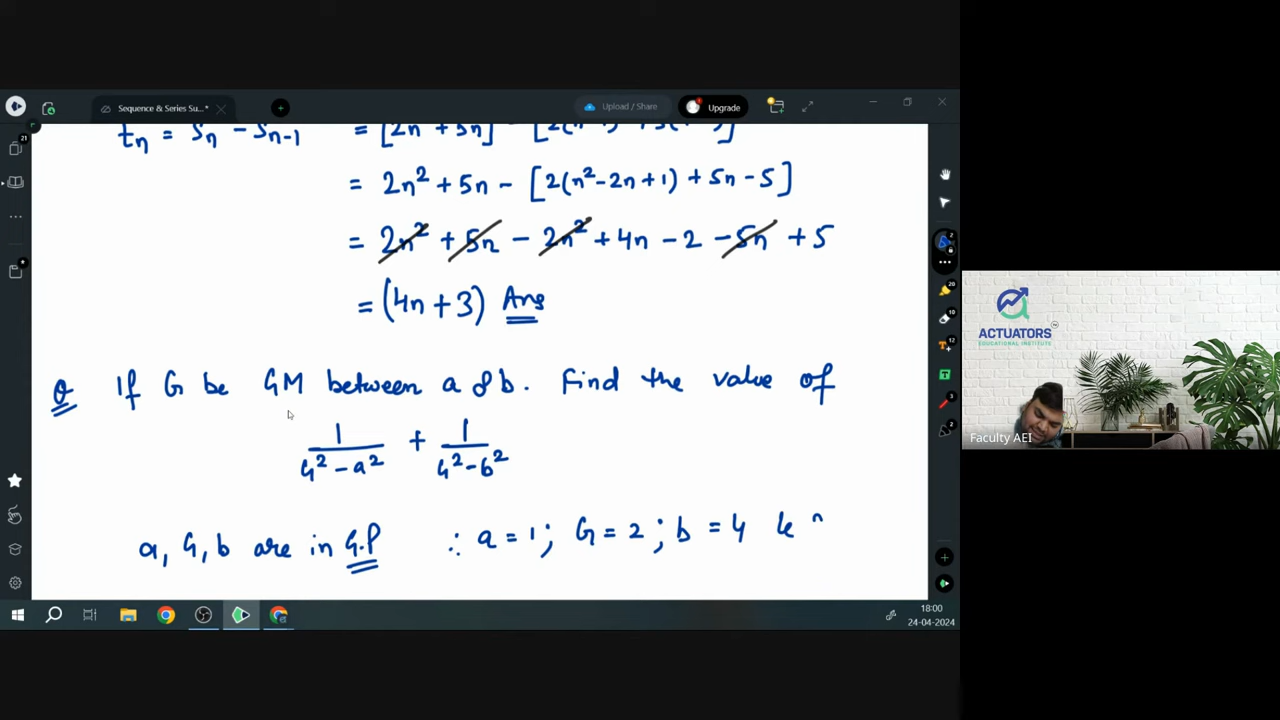 Sequence & Series Su...*
Upload / Share
Upgrade
tn = Sn - Sn-1 = [2n² + 5n] -
= 2n² + 5n - [2(n²-2n+1) + 5n - 5]
= 2n² + 5n - 2n² + 4n - 2 - 5n + 5
= (4n + 3) Ans
Q If G be GM between a & b. Find the value of
1/(G² - a²) + 1/(G² - b²)
a, G, b are in G.P ∴ a = 1; G = 2; b = 4
ACTUATORS
EDUCATIONAL INSTITUTE
Faculty AEI
18:00
24-04-2024